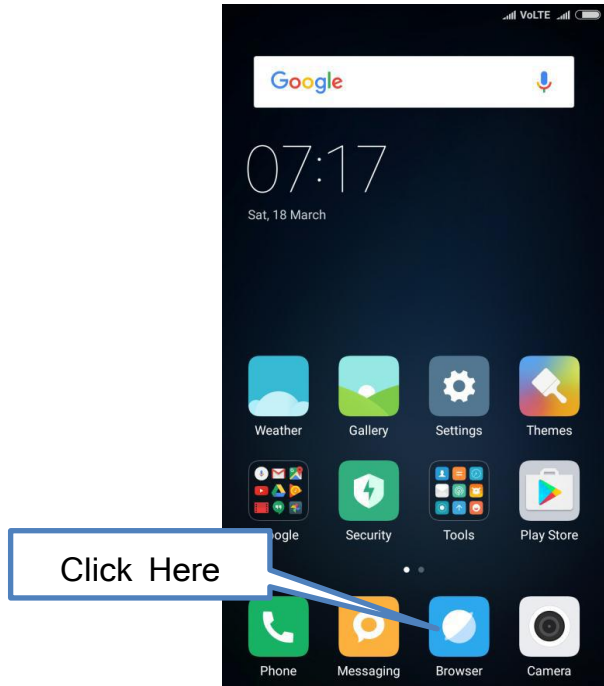 VoLTE
Google
07:17
Sat, 18 March
Weather Gallery Settings Themes
oogle Security Tools Play Store
Click Here
Phone Messaging Browser Camera